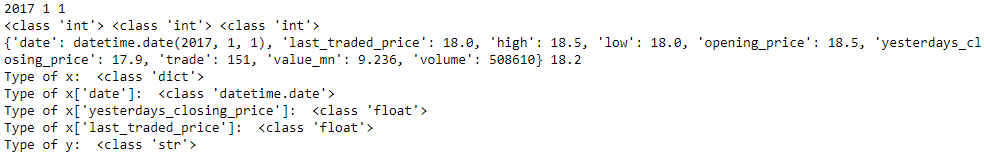 2017 1 1
<class 'int'> <class 'int'> <class 'int'>
{'date': datetime.date(2017, 1, 1), 'last_traded_price': 18.0, 'high': 18.5, 'low': 18.0, 'opening_price': 18.5, 'yesterdays_cl
osing_price': 17.9, 'trade': 151, 'value_mn': 9.236, 'volume': 508610} 18.2
Type of x:  <class 'dict'>
Type of x['date']:  <class 'datetime.date'>
Type of x['yesterdays_closing_price']:  <class 'float'>
Type of x['last_traded_price']:  <class 'float'>
Type of y:  <class 'str'>